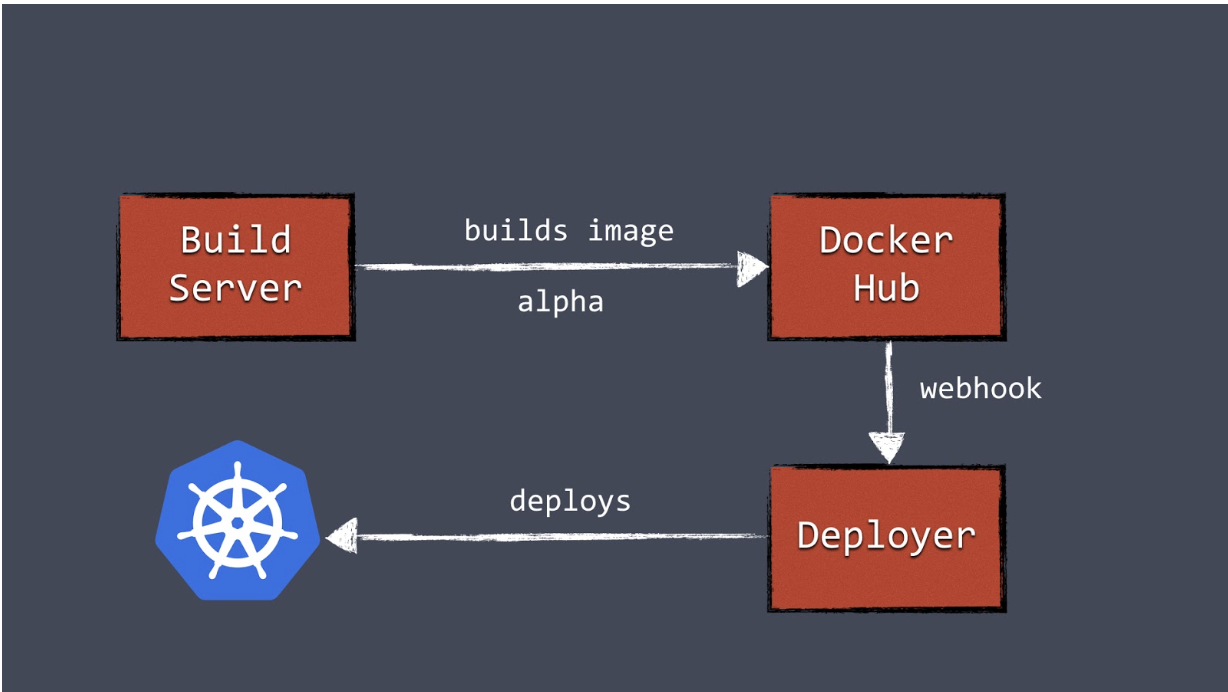 Build
Server
builds image
alpha
Docker
Hub
webhook
deploys
Deployer